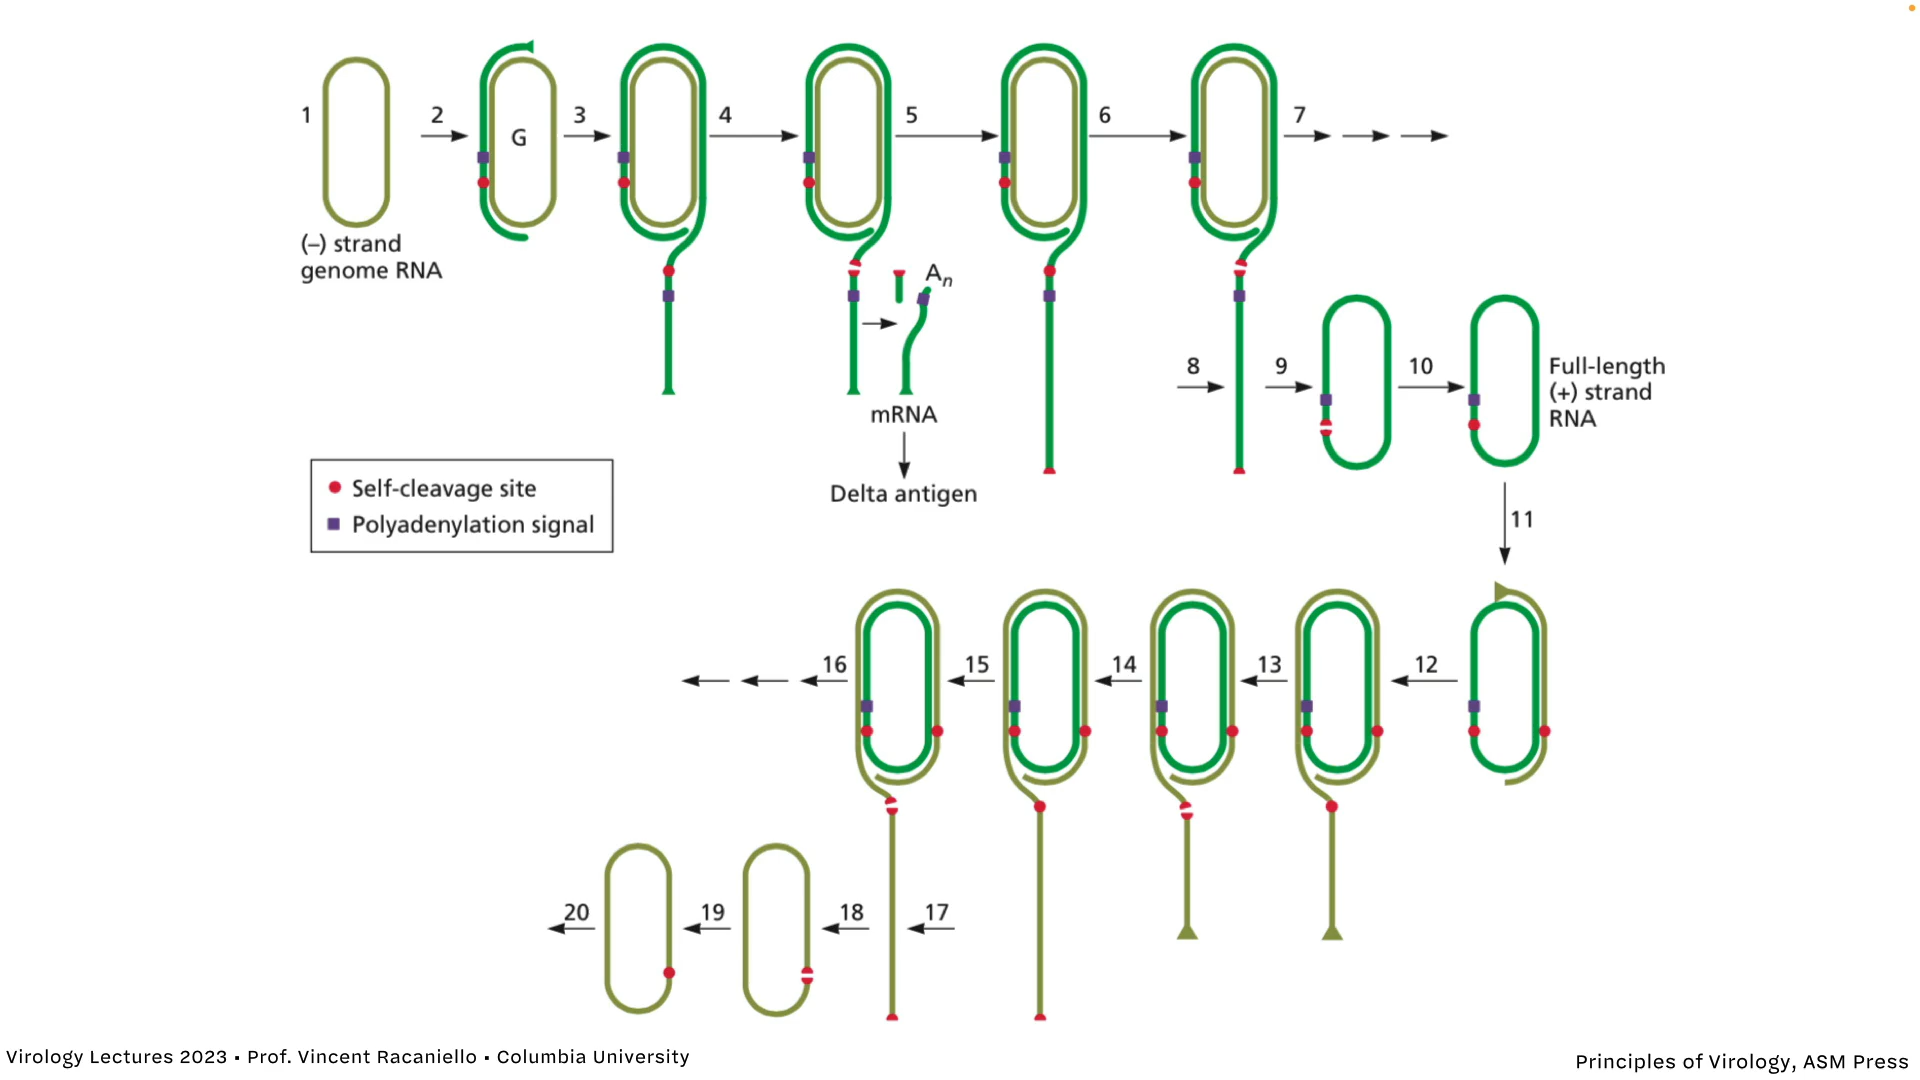 1
2
G
3
4
5
6
7
(–) strand
genome RNA
An
mRNA
Delta antigen
8
9
10
Full-length
(+) strand
RNA
Self-cleavage site
Polyadenylation signal
11
12
13
14
15
16
17
18
19
20
Virology Lectures 2023 • Prof. Vincent Racaniello • Columbia University
Principles of Virology, ASM Press